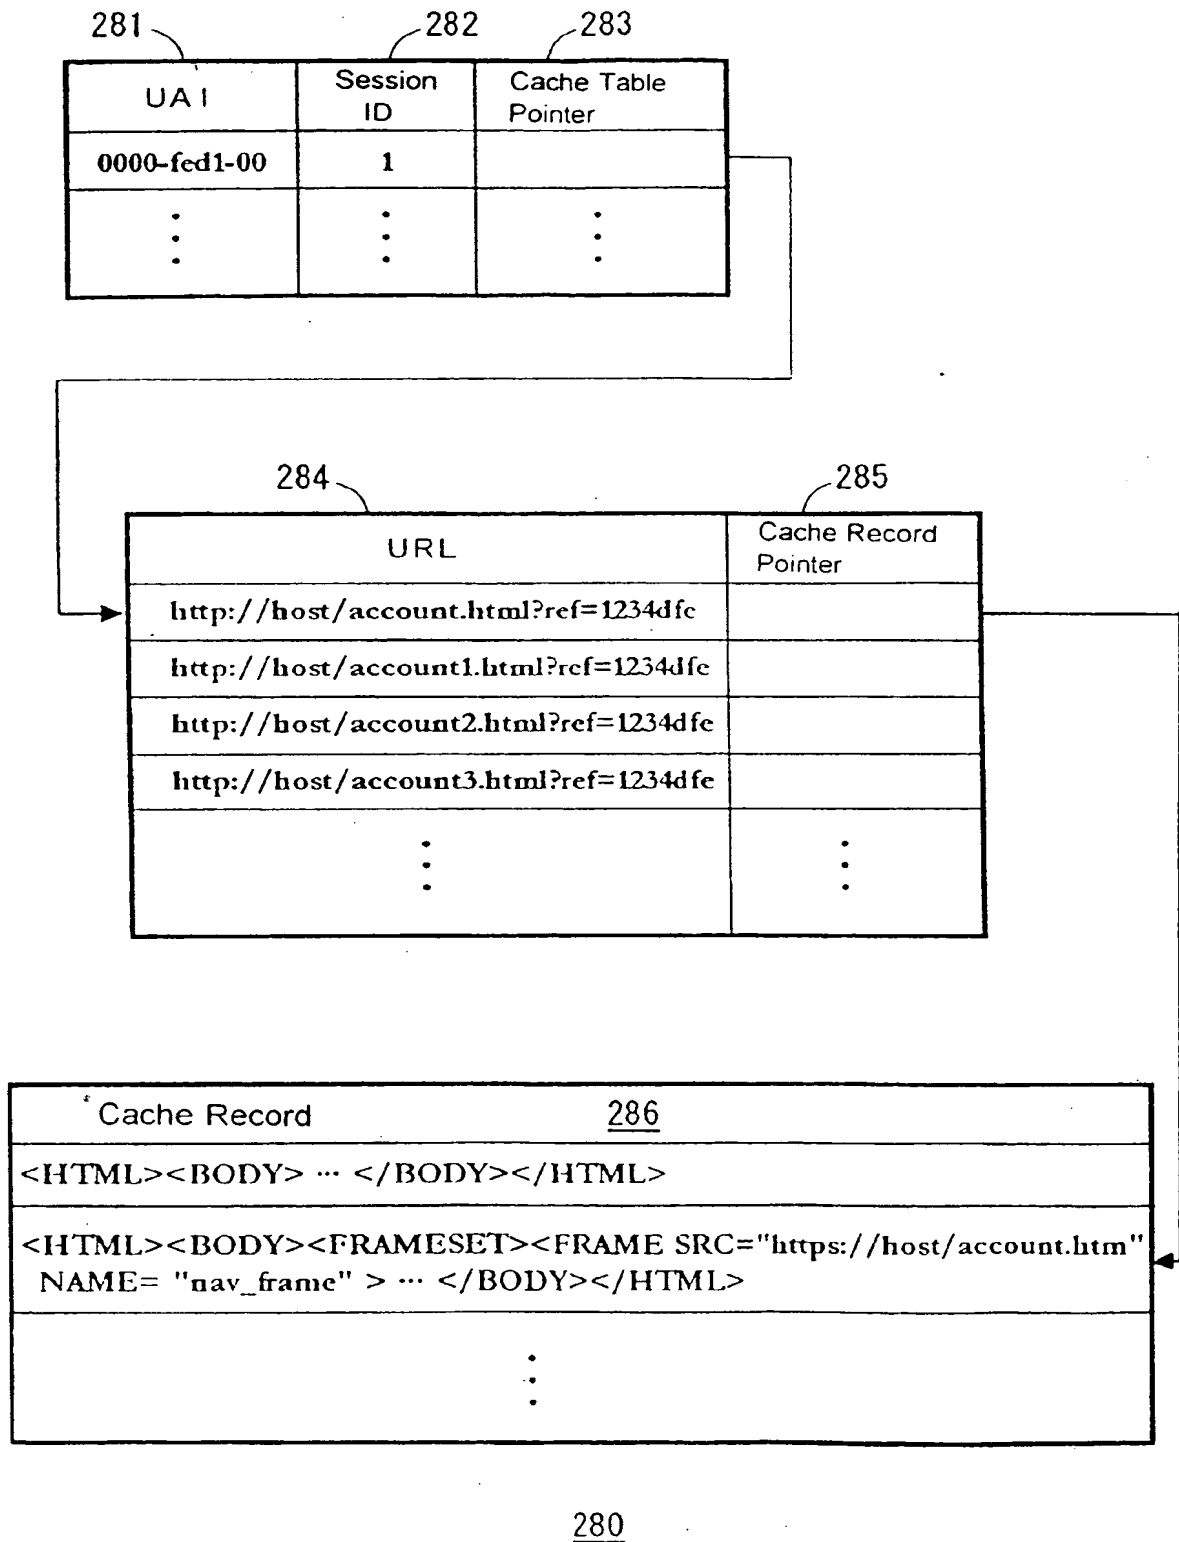 281 282 283
UAI Session ID Cache Table Pointer
0000-fed1-00 1
284 285
URL Cache Record Pointer
http://host/account.html?ref=1234dfe
http://host/account1.html?ref=1234dfe
http://host/account2.html?ref=1234dfe
http://host/account3.html?ref=1234dfe
Cache Record 286
<HTML><BODY> ... </BODY></HTML>
<HTML><BODY><FRAMESET><FRAME SRC="https://host/account.htm"
NAME= "nav_frame" > ... </BODY></HTML>
280